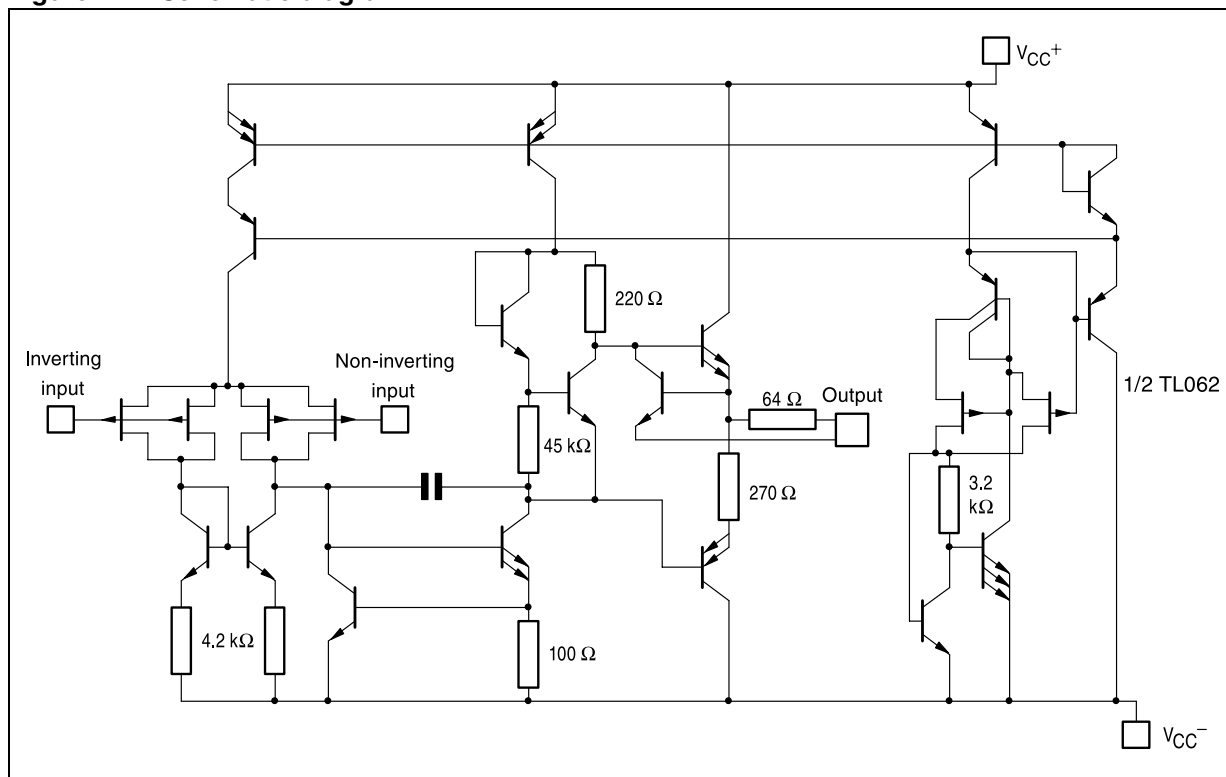 V_CC+
220 Ω
Inverting
input
Non-inverting
input
64 Ω
Output
1/2 TL062
45 kΩ
270 Ω
3.2
kΩ
4.2 kΩ
100 Ω
V_CC−